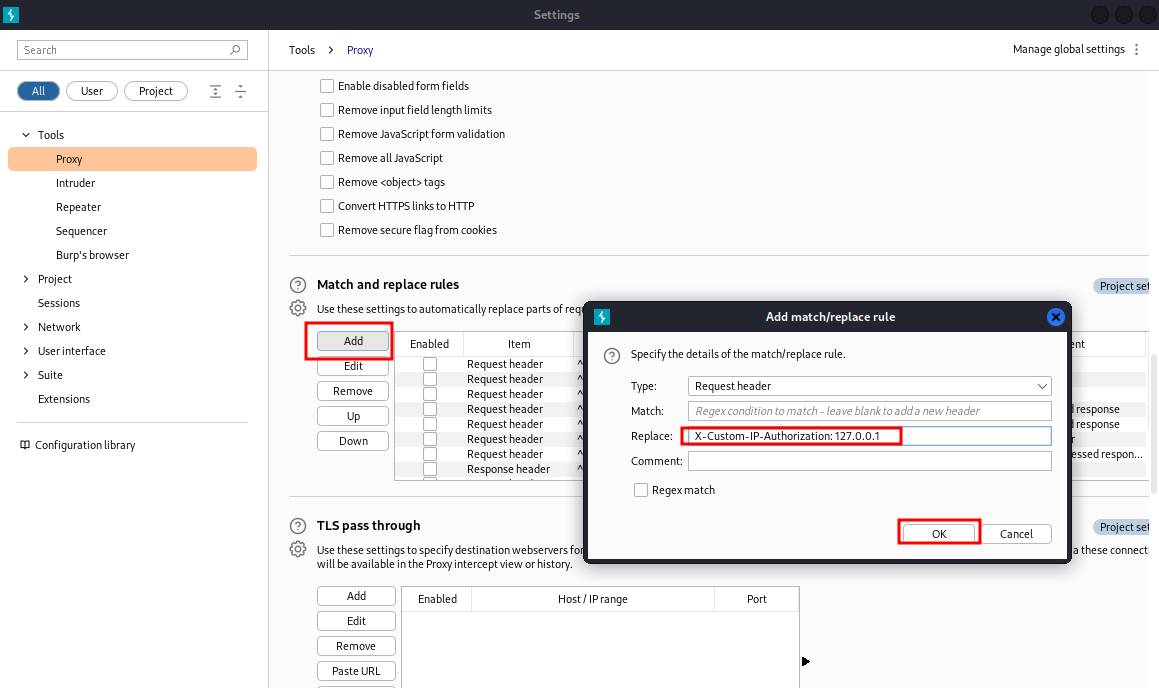 Settings
Search
All User Project
Tools
Proxy
Intruder
Repeater
Sequencer
Burp's browser
Project
Sessions
Network
User interface
Suite
Extensions
Configuration library
Tools > Proxy
Manage global settings
Enable disabled form fields
Remove input field length limits
Remove JavaScript form validation
Remove all JavaScript
Remove <object> tags
Convert HTTPS links to HTTP
Remove secure flag from cookies
Match and replace rules
Project set
Use these settings to automatically replace parts of req
Add
Edit
Remove
Up
Down
Enabled Item
Request header ^
Request header ^
Request header ^
Request header ^
Request header ^
Request header ^
Request header ^
Response header ^
ent
d response
d response
r
essed respon...
Add match/replace rule
Specify the details of the match/replace rule.
Type: Request header
Match: Regex condition to match - leave blank to add a new header
Replace: X-Custom-IP-Authorization: 127.0.0.1
Comment:
Regex match
OK Cancel
TLS pass through
Project set
Use these settings to specify destination webservers for
a these connecti
will be available in the Proxy intercept view or history.
Add
Edit
Remove
Paste URL
Enabled Host / IP range Port